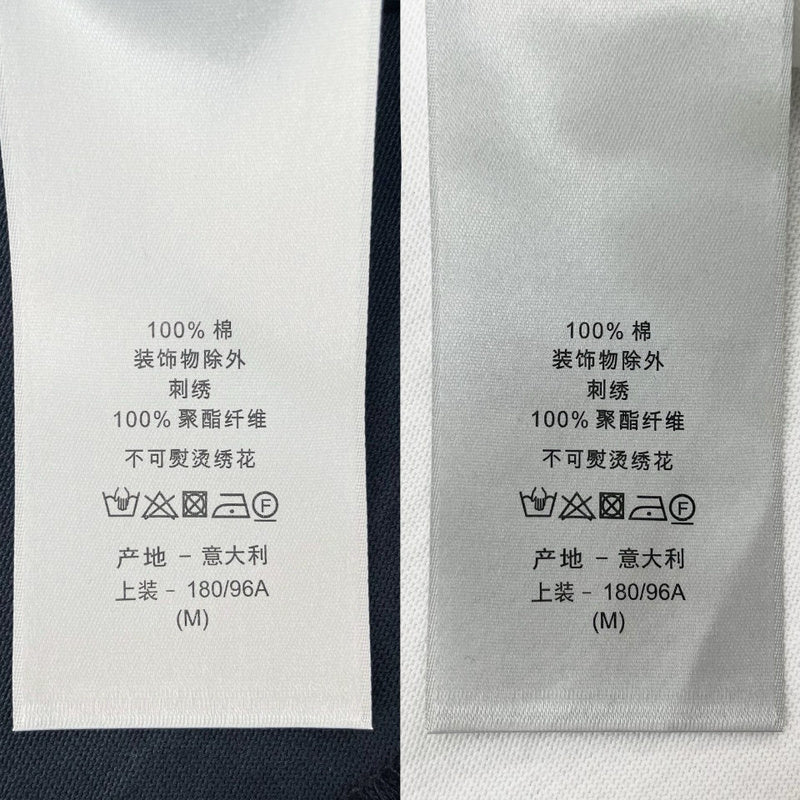 100% 棉
装饰物除外
刺绣
100% 聚酯纤维
不可熨烫绣花
F
产地 – 意大利
上装 – 180/96A
(M)
100% 棉
装饰物除外
刺绣
100% 聚酯纤维
不可熨烫绣花
F
产地 – 意大利
上装 – 180/96A
(M)